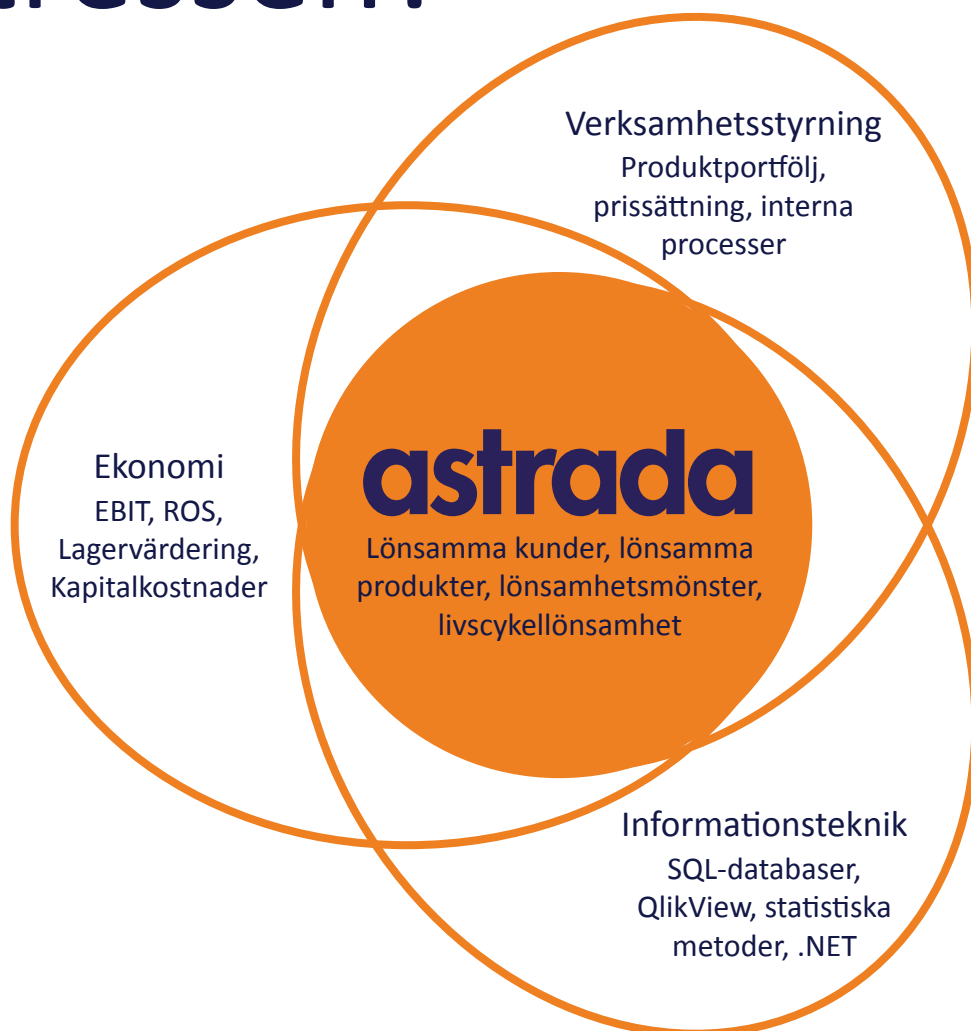 Verksamhetsstyrning
Produktportfölj,
prissättning, interna
processer
Ekonomi
EBIT, ROS,
Lagervärdering,
Kapitalkostnader
astrada
Lönsamma kunder, lönsamma
produkter, lönsamhetsmönster,
livscykellönsamhet
Informationsteknik
SQL-databaser,
QlikView, statistiska
metoder, .NET